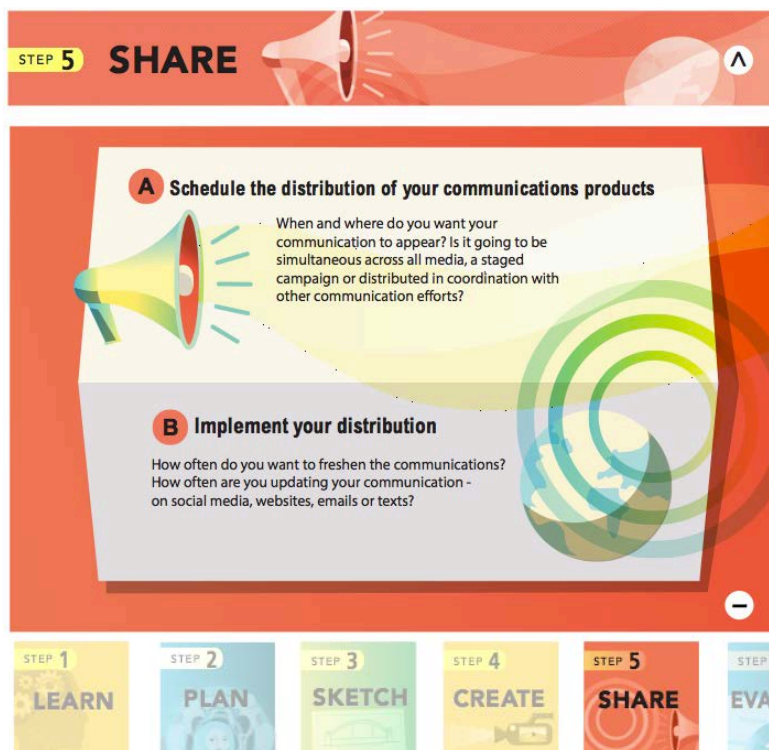 STEP 5 SHARE
A Schedule the distribution of your communications products
When and where do you want your
communication to appear? Is it going to be
simultaneous across all media, a staged
campaign or distributed in coordination with
other communication efforts?
B Implement your distribution
How often do you want to freshen the communications?
How often are you updating your communication -
on social media, websites, emails or texts?
STEP 1
LEARN
STEP 2
PLAN
STEP 3
SKETCH
STEP 4
CREATE
STEP 5
SHARE
STEP
EVA